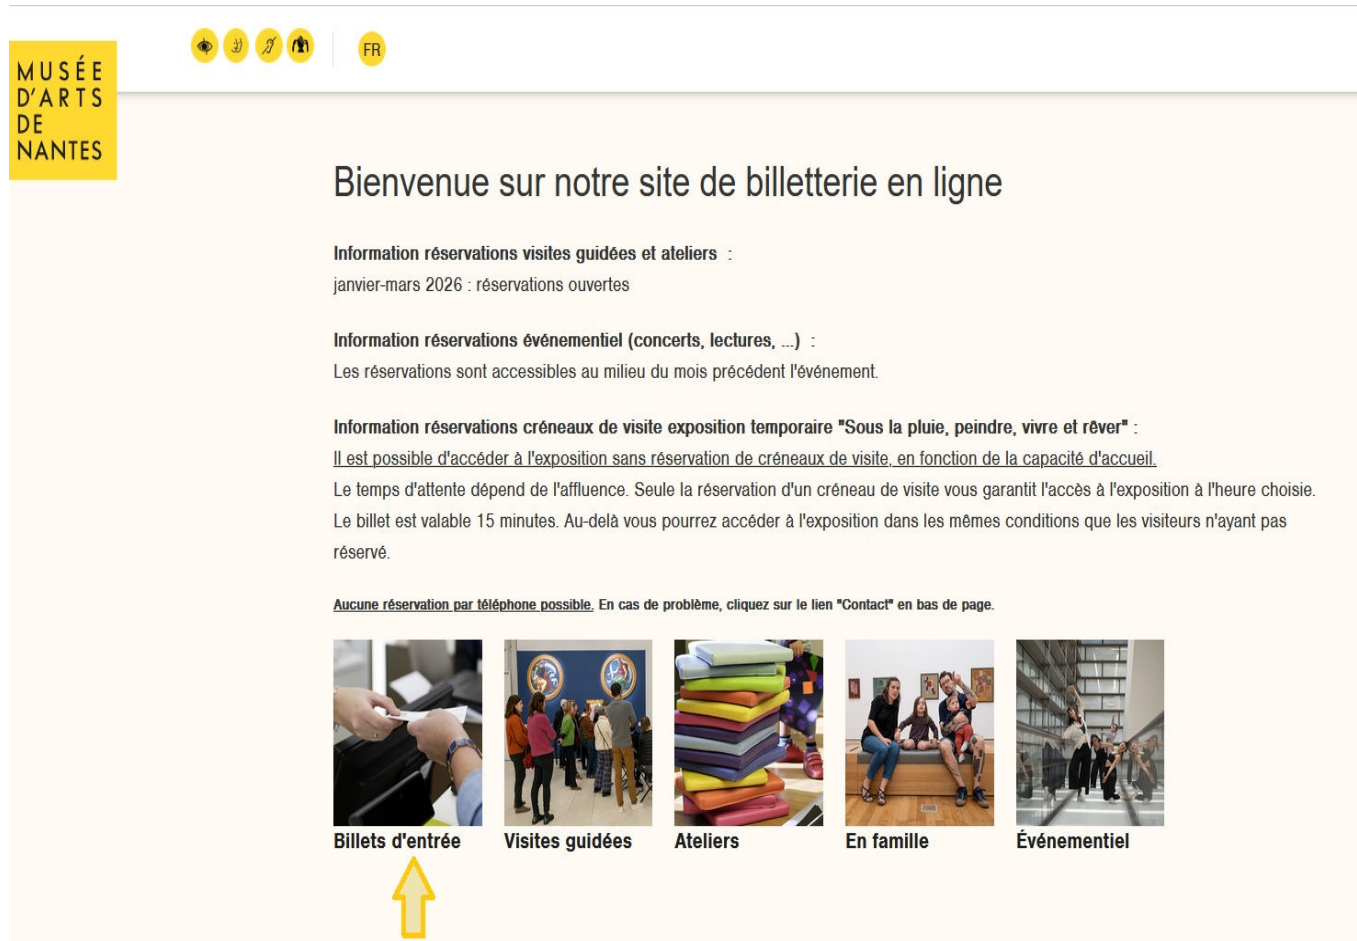 MUSÉE
D'ARTS
DE
NANTES
FR
Bienvenue sur notre site de billetterie en ligne
Information réservations visites guidées et ateliers :
janvier-mars 2026 : réservations ouvertes
Information réservations événementiel (concerts, lectures, ...) :
Les réservations sont accessibles au milieu du mois précédent l'événement.
Information réservations créneaux de visite exposition temporaire "Sous la pluie, peindre, vivre et rêver" :
Il est possible d'accéder à l'exposition sans réservation de créneaux de visite, en fonction de la capacité d'accueil.
Le temps d'attente dépend de l'affluence. Seule la réservation d'un créneau de visite vous garantit l'accès à l'exposition à l'heure choisie.
Le billet est valable 15 minutes. Au-delà vous pourrez accéder à l'exposition dans les mêmes conditions que les visiteurs n'ayant pas
réservé.
Aucune réservation par téléphone possible. En cas de problème, cliquez sur le lien "Contact" en bas de page.
Billets d'entrée
Visites guidées
Ateliers
En famille
Événementiel